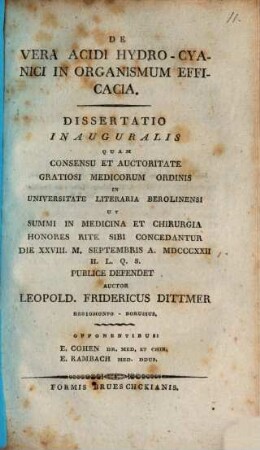 11.
DE
VERA ACIDI HYDRO-CYA-
NICI IN ORGANISMUM EFFI-
CACIA.
DISSERTATIO
INAUGURALIS
QUAM
CONSENSU ET AUCTORITATE
GRATIOSI MEDICORUM ORDINIS
IN
UNIVERSITATE LITERARIA BEROLINENSI
UT
SUMMI IN MEDICINA ET CHIRURGIA
HONORES RITE SIBI CONCEDANTUR
DIE XXVIII. M. SEPTEMBRIS A. MDCCCXXII
H. L. Q. S.
PUBLICE DEFENDET
AUCTOR
LEOPOLD. FRIDERICUS DITTMER
REGIOMONTO-BORUSSUS.
OPPONENTIBUS:
E. COHEN DR. MED. ET CHIR.
E. RAMBACH MED. DDUS.
FORMIS BRUESCHCKIANIS.